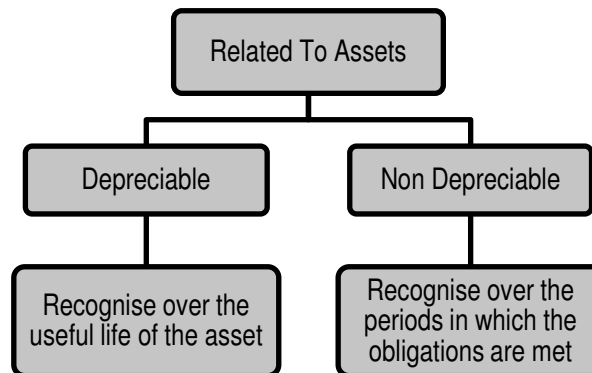 Related To Assets
Depreciable
Non Depreciable
Recognise over the
useful life of the asset
Recognise over the
periods in which the
obligations are met